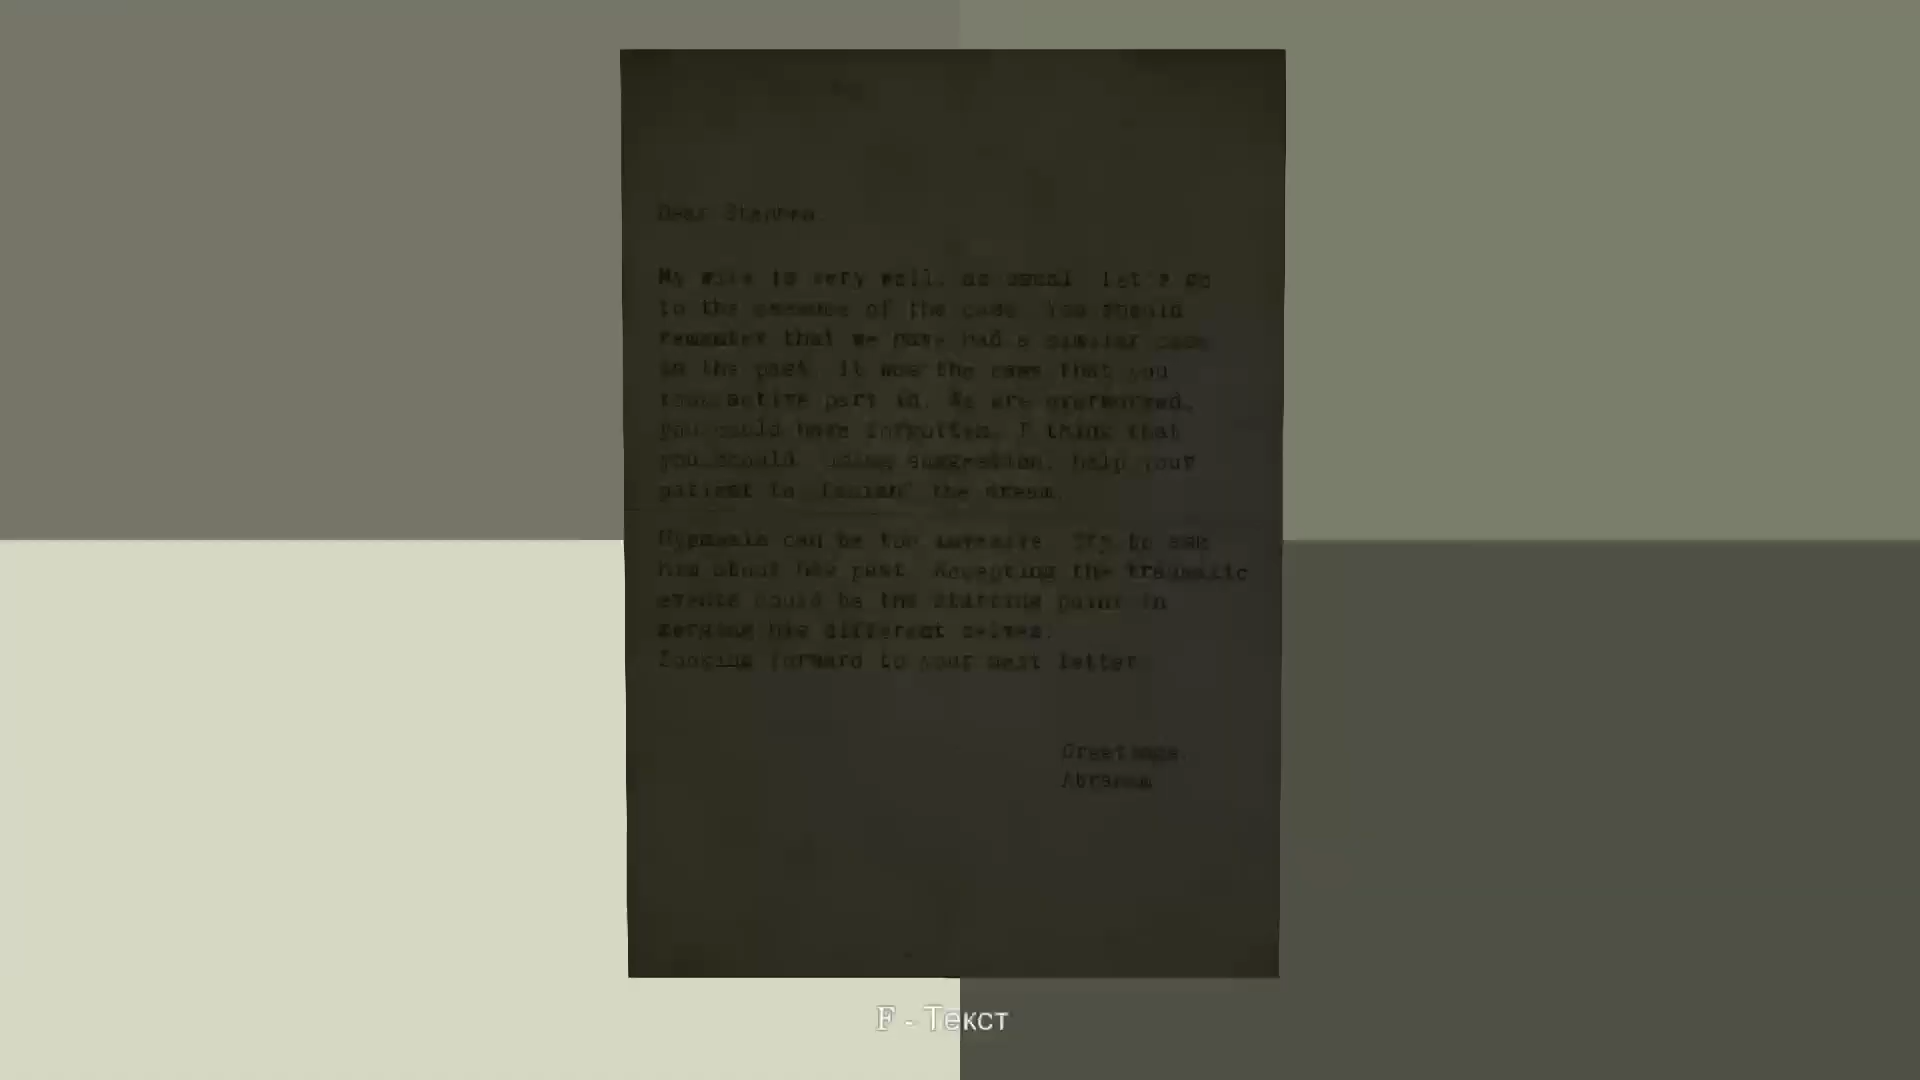 Dear Stephen,
My wife is very well, as usual. Let's go
to the essence of the case. You should
remember that we have had a similar case
in the past. It was the case that you
took active part in. As are overworked,
you could have forgotten. I think that
you should, using suggestion, help your
patient to "finish" the dream.
Hypnosis can be too invasive. Try to ask
him about his past. Accepting the traumatic
events could be the starting point in
merging his different selves.
Looking forward to your next letter.
Greetings
Abraham
F - Текст